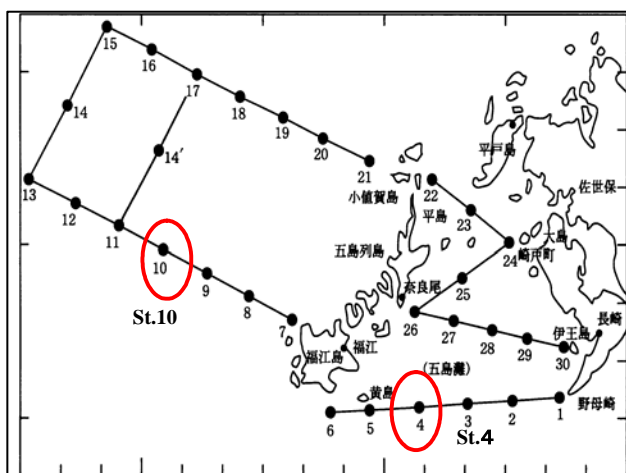 15
16
17
14
18
19
14′
20
平戸島
13
21
小値賀島
22
佐世保
12
平島
23
11
大島
24
崎戸町
10
五島列島
9
25
奈良尾
St.10
8
26
7
27
28
伊王島
長崎
福江
29
福江島
30
(五島灘)
黄島
野母崎
6
5
4
3
2
1
St.4